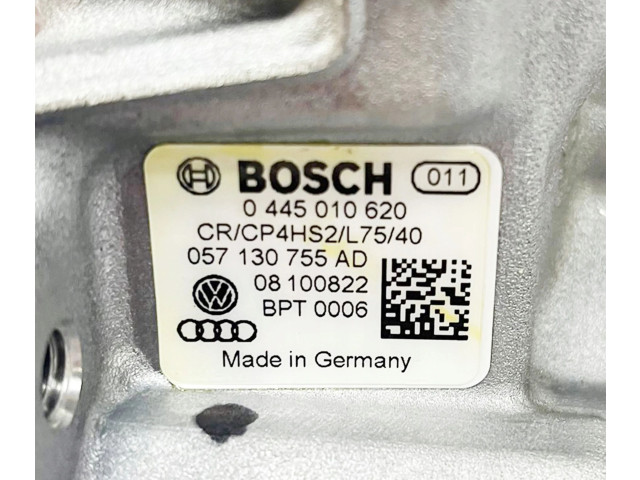 BOSCH 011
0 445 010 620
CR/CP4HS2/L75/40
057 130 755 AD
08 100822
BPT 0006
Made in Germany